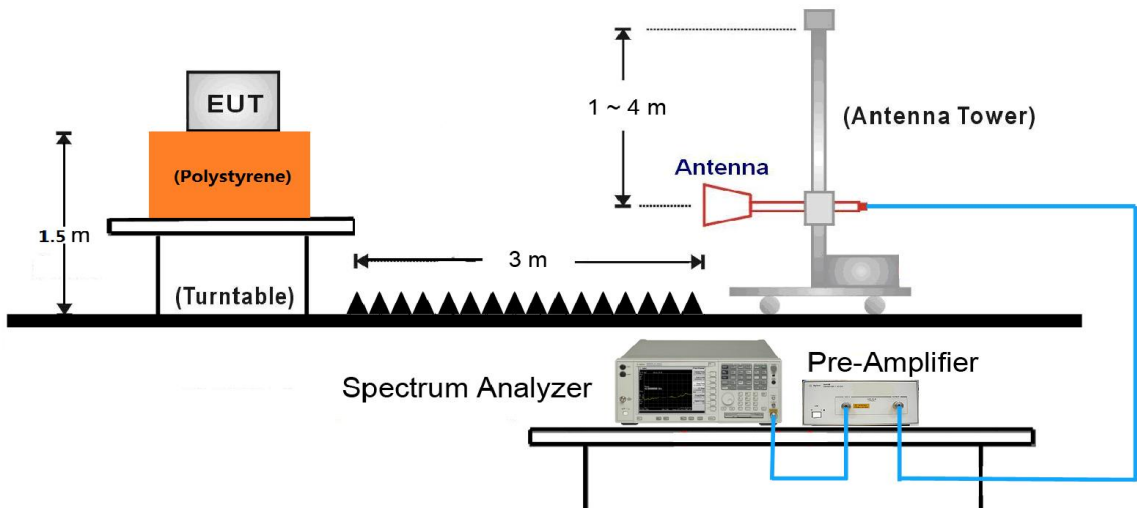 EUT
1 ~ 4 m
(Antenna Tower)
(Polystyrene)
Antenna
1.5 m
3 m
(Turntable)
Spectrum Analyzer
Pre-Amplifier